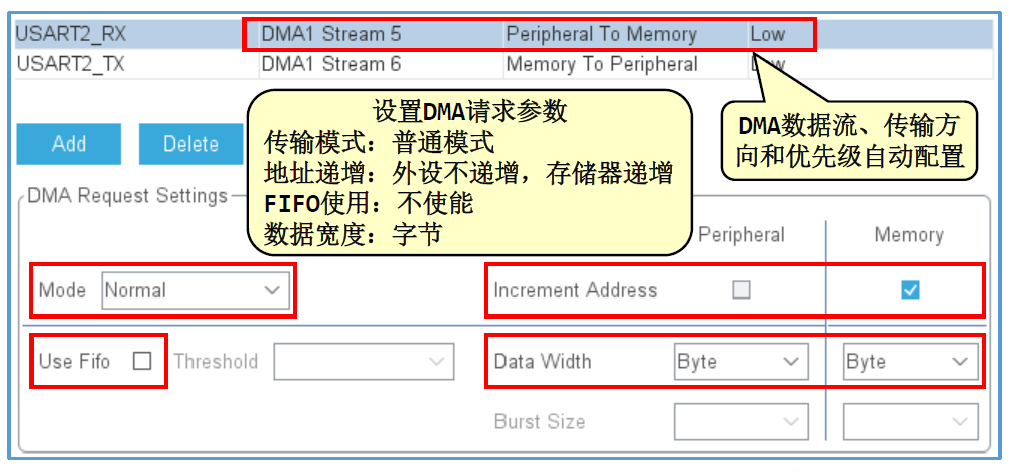 USART2_RX DMA1 Stream 5 Peripheral To Memory Low
USART2_TX DMA1 Stream 6 Memory To Peripheral
设置DMA请求参数
传输模式：普通模式
地址递增：外设不递增，存储器递增
FIFO使用：不使能
数据宽度：字节
DMA数据流、传输方
向和优先级自动配置
Add Delete
DMA Request Settings
Peripheral Memory
Mode Normal Increment Address
Use Fifo Threshold Data Width Byte Byte
Burst Size